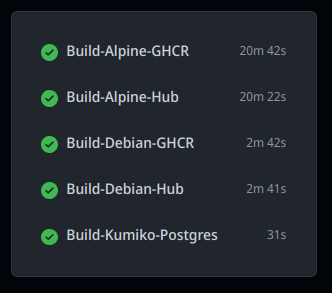 Build-Alpine-GHCR 20m 42s
Build-Alpine-Hub 20m 22s
Build-Debian-GHCR 2m 42s
Build-Debian-Hub 2m 41s
Build-Kumiko-Postgres 31s